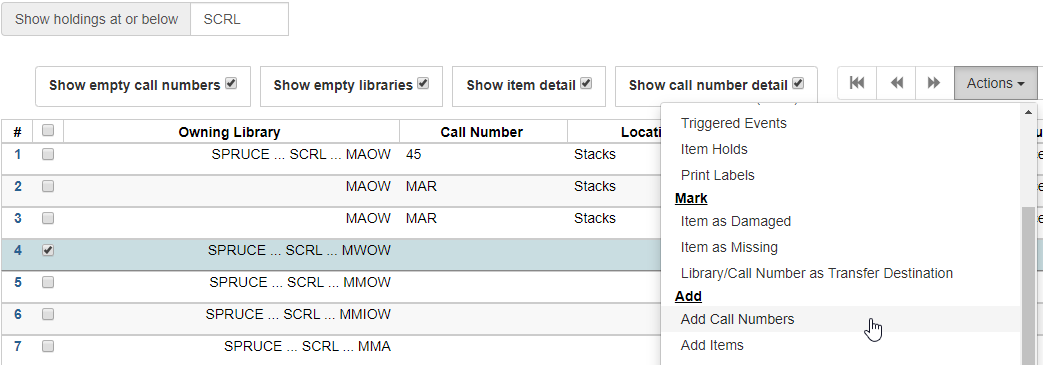 Show holdings at or below SCRL
Show empty call numbers Show empty libraries Show item detail Show call number detail Actions
# Owning Library Call Number Locati
1 SPRUCE ... SCRL ... MAOW 45 Stacks
2 MAOW MAR Stacks
3 MAOW MAR Stacks
4 SPRUCE ... SCRL ... MWOW
5 SPRUCE ... SCRL ... MMOW
6 SPRUCE ... SCRL ... MMIOW
7 SPRUCE ... SCRL ... MMA
Triggered Events
Item Holds
Print Labels
Mark
Item as Damaged
Item as Missing
Library/Call Number as Transfer Destination
Add
Add Call Numbers
Add Items